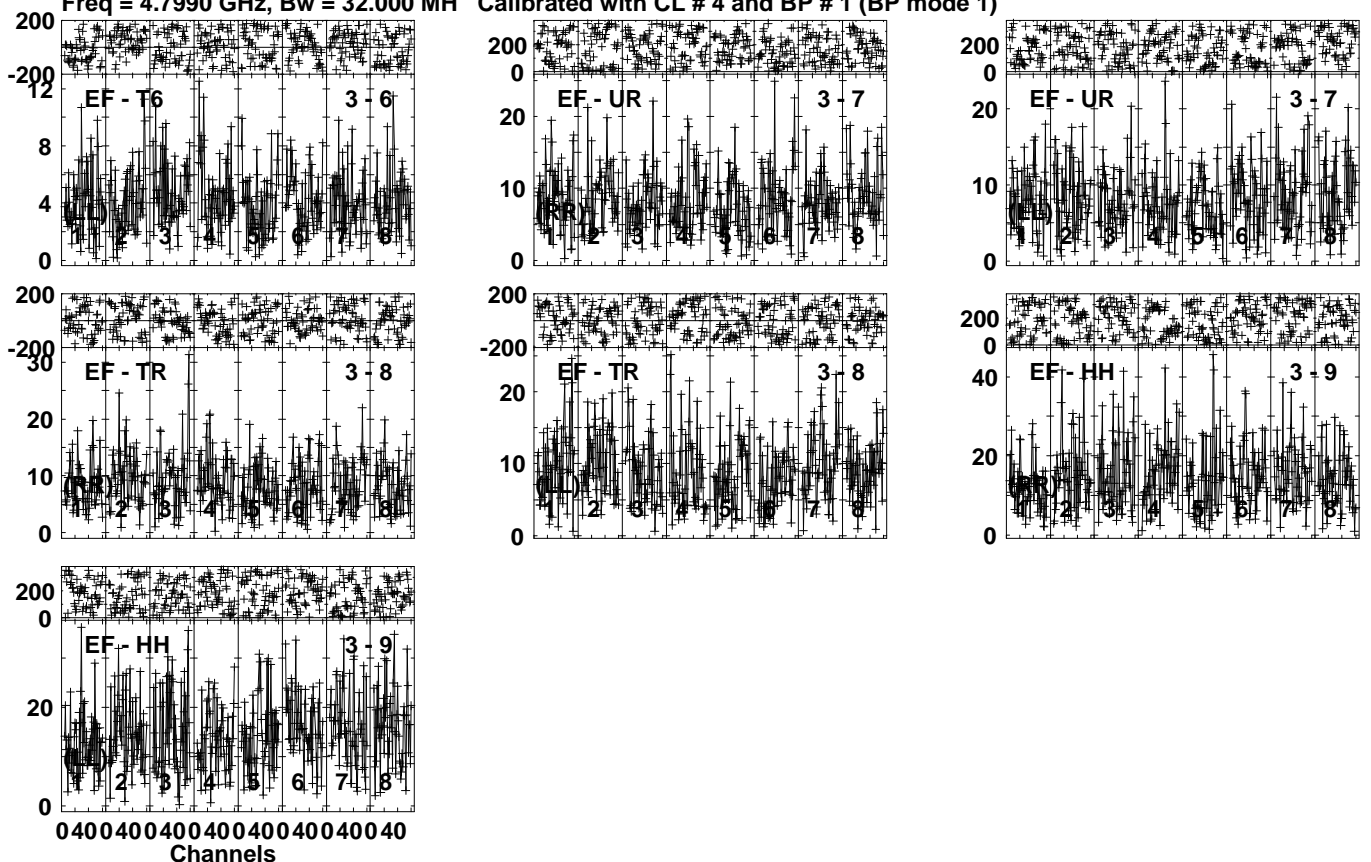 Freq = 4.7990 GHz, Bw = 32.000 MH   Calibrated with CL # 4 and BP # 1 (BP mode 1)
200
-200
12
8
4
0
EF - T6 3 - 6
(LL)
1 2 3 4 5 6 7 8
200
0
20
10
0
EF - UR 3 - 7
(RR)
1 2 3 4 5 6 7 8
200
0
20
10
0
EF - UR 3 - 7
(LL)
1 2 3 4 5 6 7 8
200
-200
30
20
10
0
EF - TR 3 - 8
(RR)
1 2 3 4 5 6 7 8
200
-200
20
10
0
EF - TR 3 - 8
(LL)
1 2 3 4 5 6 7 8
200
0
40
20
0
EF - HH 3 - 9
(RR)
1 2 3 4 5 6 7 8
200
0
20
0
EF - HH 3 - 9
(LL)
1 2 3 4 5 6 7 8
0 40 0 40 0 40 0 40 0 40 0 40 0 40 0 40
Channels